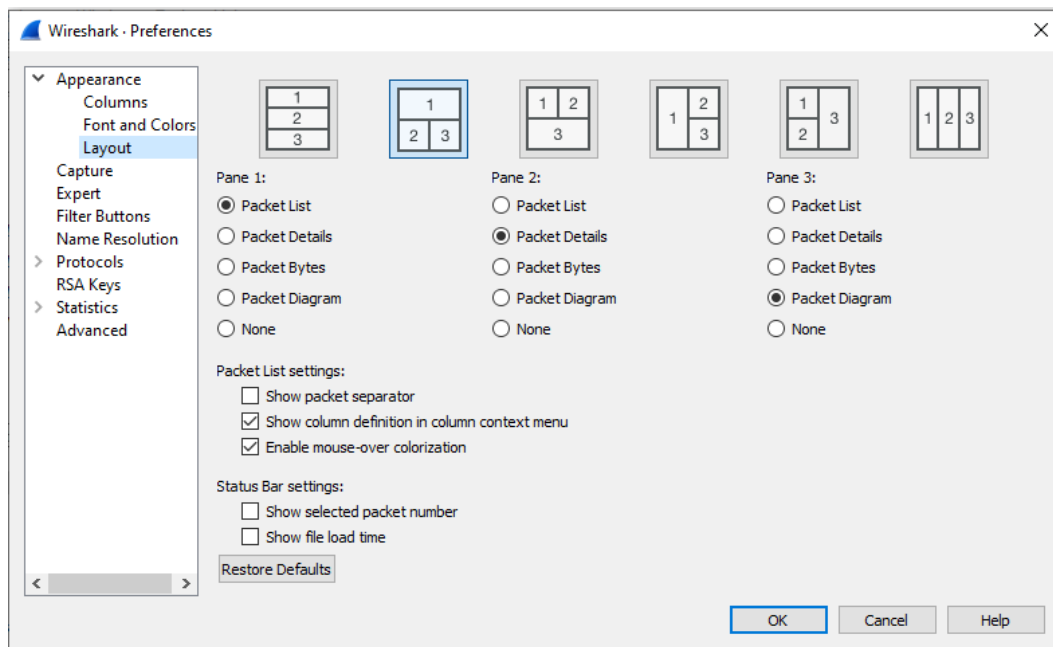 Wireshark · Preferences
Appearance
Columns
Font and Colors
Layout
Capture
Expert
Filter Buttons
Name Resolution
Protocols
RSA Keys
Statistics
Advanced
1
2
3
1
2 3
1 2
3
1
2
3
1
2
3
1 2 3
Pane 1:
Packet List
Packet Details
Packet Bytes
Packet Diagram
None
Pane 2:
Packet List
Packet Details
Packet Bytes
Packet Diagram
None
Pane 3:
Packet List
Packet Details
Packet Bytes
Packet Diagram
None
Packet List settings:
Show packet separator
Show column definition in column context menu
Enable mouse-over colorization
Status Bar settings:
Show selected packet number
Show file load time
Restore Defaults
OK Cancel Help